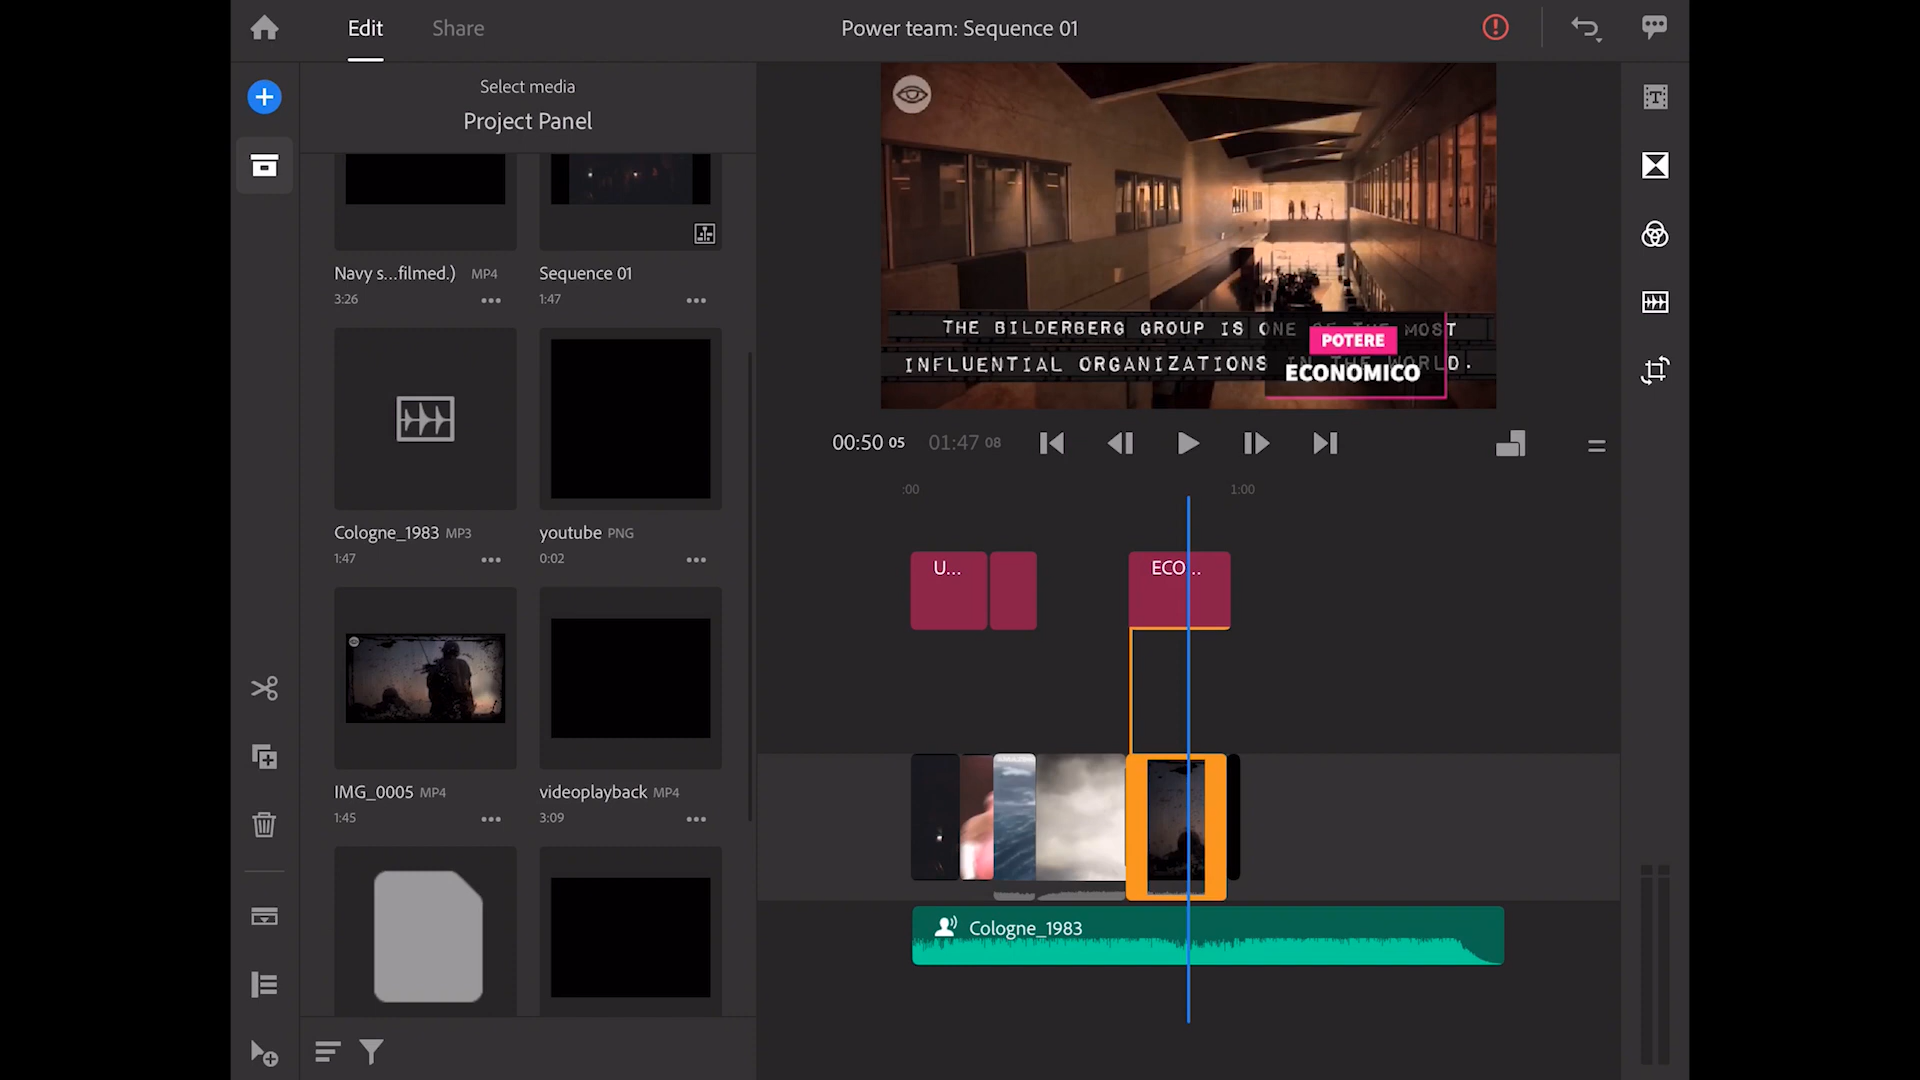 Edit
Share
Power team: Sequence 01
Select media
Project Panel
Navy s...filmed.) MP4
3:26
Sequence 01
1:47
Cologne_1983 MP3
1:47
youtube PNG
0:02
IMG_0005 MP4
1:45
videoplayback MP4
3:09
THE BILDERBERG GROUP IS ONE OF THE MOST
INFLUENTIAL ORGANIZATIONS IN THE WORLD.
POTERE
ECONOMICO
00:50 05
01:47 08
:00
1:00
U...
ECO...
Cologne_1983